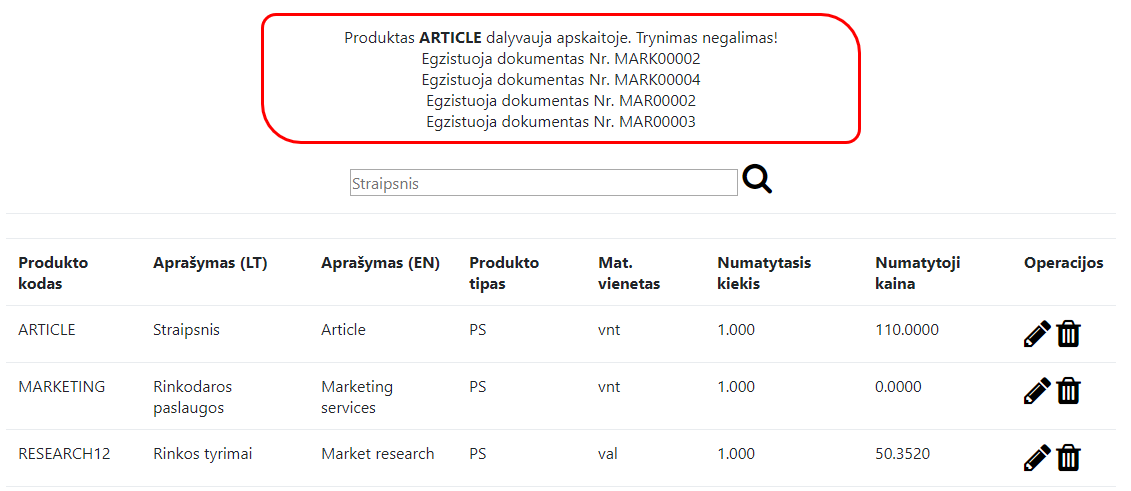 Produktas ARTICLE dalyvauja apskaitoje. Trynimas negalimas!
Egzistuoja dokumentas Nr. MARK00002
Egzistuoja dokumentas Nr. MARK00004
Egzistuoja dokumentas Nr. MAR00002
Egzistuoja dokumentas Nr. MAR00003
Straipsnis
Produkto kodas Aprašymas (LT) Aprašymas (EN) Produkto tipas Mat. vienetas Numatytasis kiekis Numatytoji kaina Operacijos
ARTICLE Straipsnis Article PS vnt 1.000 110.0000
MARKETING Rinkodaros paslaugos Marketing services PS vnt 1.000 0.0000
RESEARCH12 Rinkos tyrimai Market research PS val 1.000 50.3520